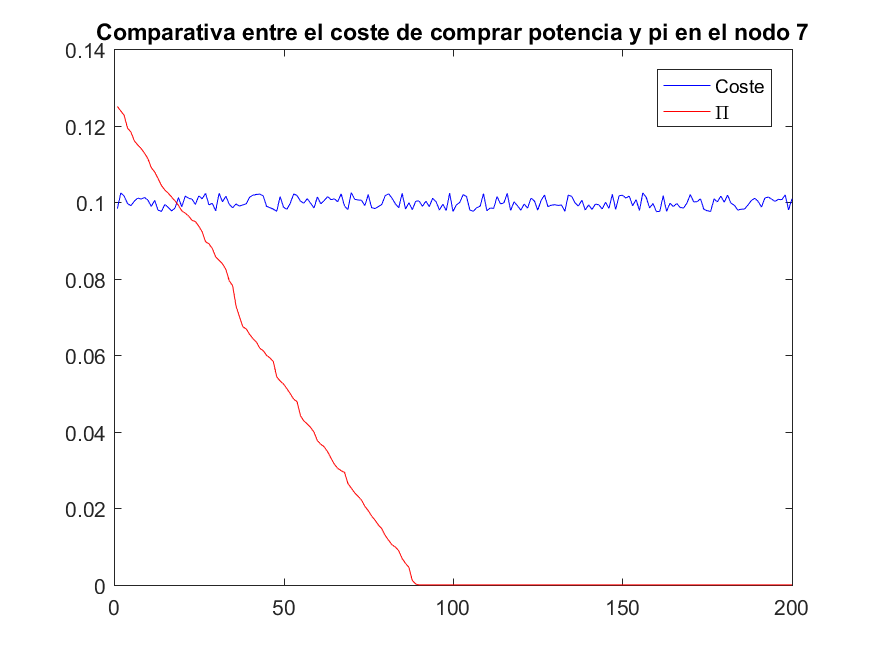 Comparativa entre el coste de comprar potencia y pi en el nodo 7
0.14
0.12
0.1
0.08
0.06
0.04
0.02
0
Coste
Π
0 50 100 150 200